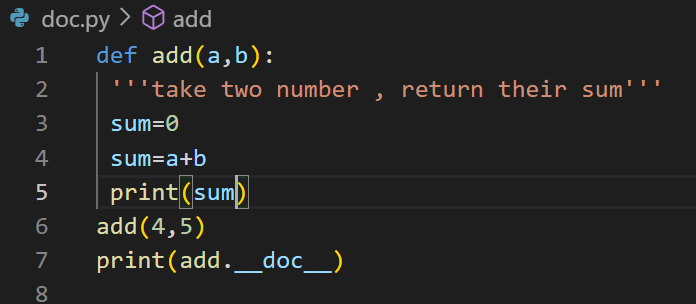 doc.py > add
1 def add(a,b):
2  '''take two number , return their sum'''
3  sum=0
4  sum=a+b
5  print(sum)
6 add(4,5)
7 print(add.__doc__)
8